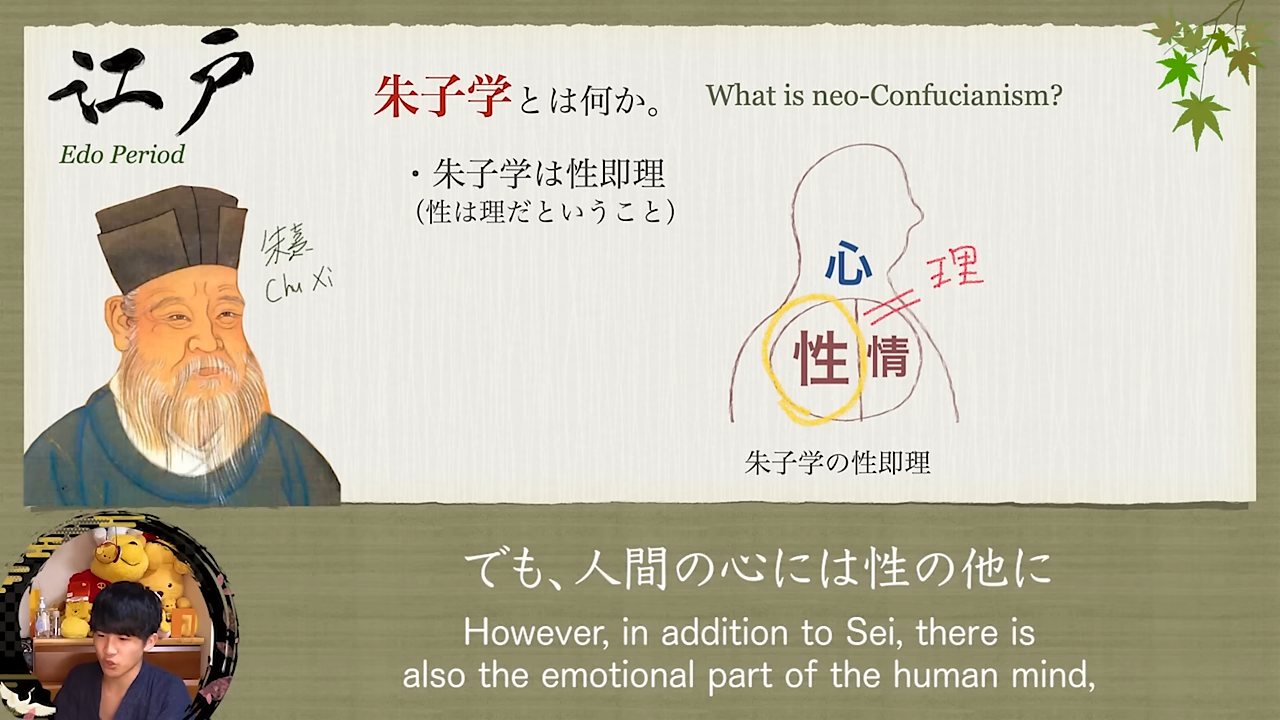 江戸
Edo Period
朱子学とは何か。
What is neo-Confucianism?
・朱子学は性即理
（性は理だということ）
朱熹
Chu Xi
心
理
性
情
朱子学の性即理
でも、人間の心には性の他に
However, in addition to Sei, there is
also the emotional part of the human mind,